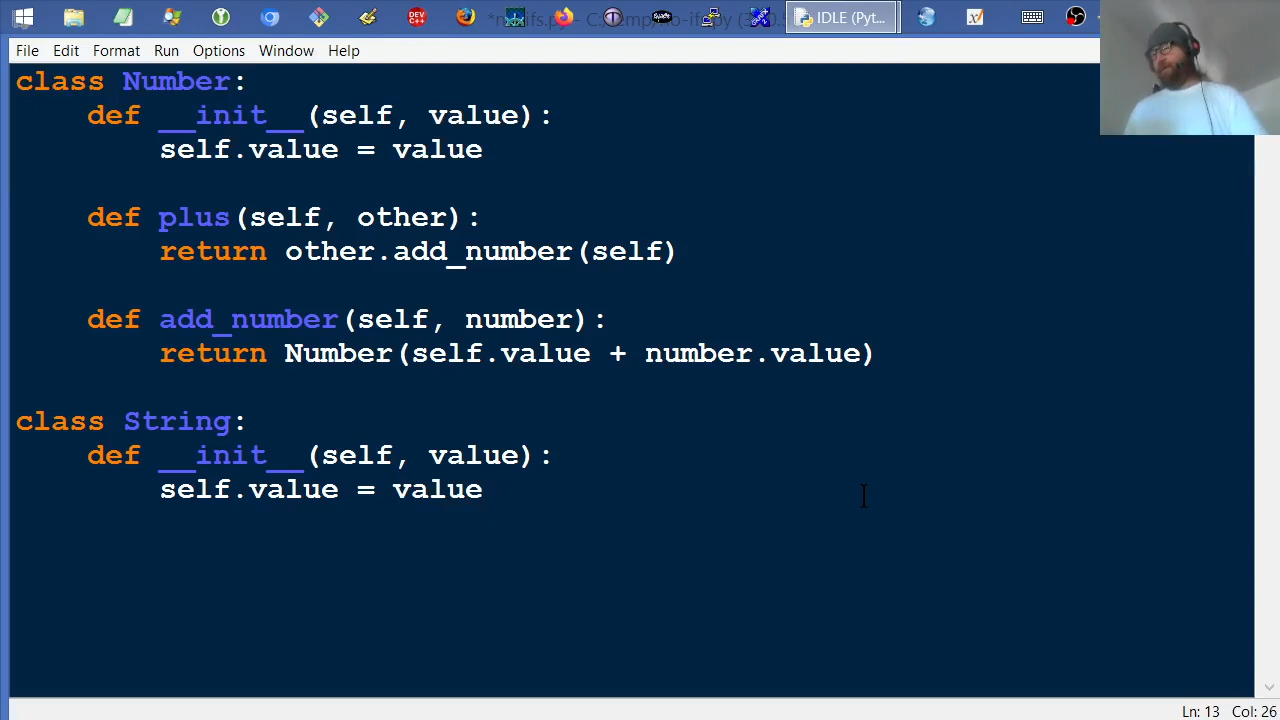 IDLE (Pyt...
File Edit Format Run Options Window Help
class Number:
    def __init__(self, value):
        self.value = value
    def plus(self, other):
        return other.add_number(self)
    def add_number(self, number):
        return Number(self.value + number.value)
class String:
    def __init__(self, value):
        self.value = value
Ln: 13 Col: 26